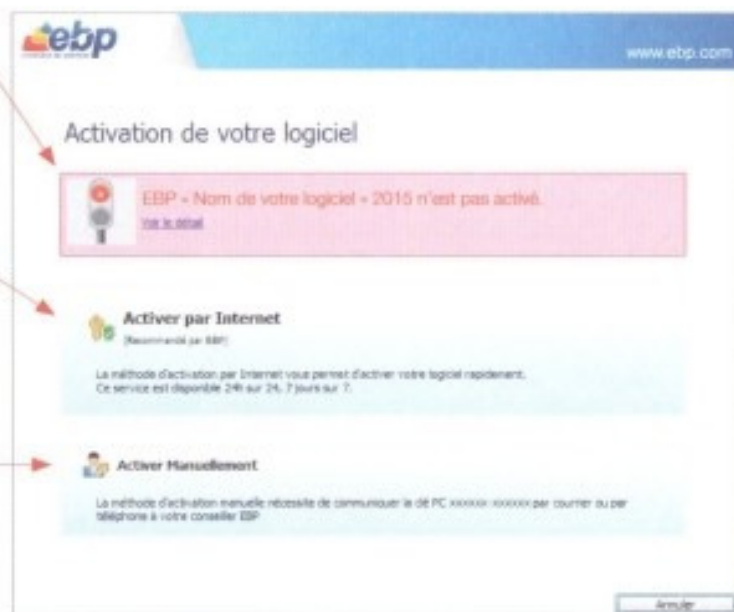 ebp
www.ebp.com
Activation de votre logiciel
EBP « Nom de votre logiciel » 2015 n'est pas activé.
Voir le détail
Activer par Internet
[Recommandé par EBP]
La méthode d'activation par Internet vous permet d'activer votre logiciel rapidement.
Ce service est disponible 24h sur 24, 7 jours sur 7.
Activer Manuellement
La méthode d'activation manuelle nécessite de communiquer la clé PC xxxxxx xxxxxx par courrier ou par
téléphone à votre conseiller EBP
Annuler